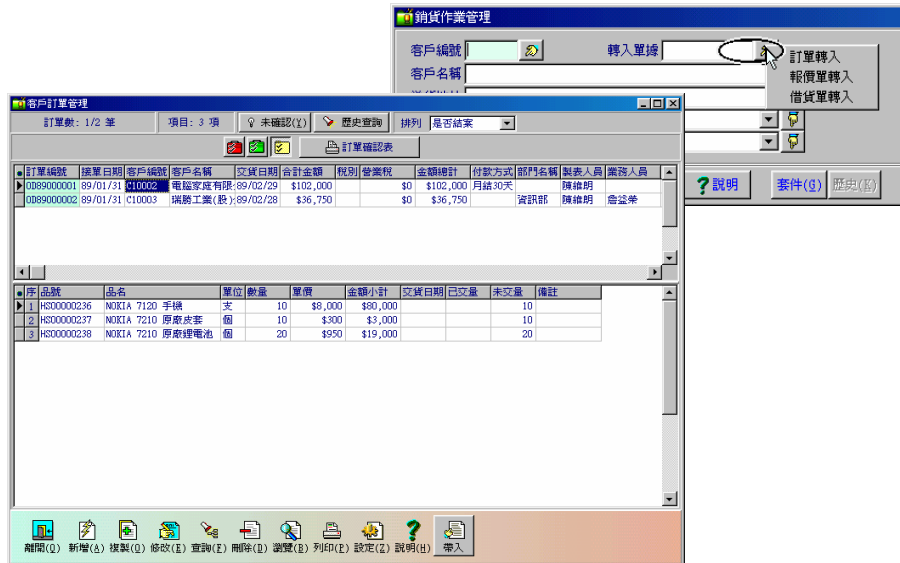 銷貨作業管理
客戶編號
轉入單據
客戶名稱
訂單轉入
報價單轉入
借貨單轉入
?說明
套件(G)
歷史(K)
客戶訂單管理
訂單數: 1/2 筆
項目: 3 項
未確認(Y)
歷史查詢
排列
是否結案
訂單確認表
訂單編號 接單日期 客戶編號 客戶名稱 交貨日期 合計金額 稅別 營業稅 金額總計 付款方式 部門名稱 製表人員 業務人員
OD89000001 89/01/31 C10002 電腦家庭有限 89/02/29 $102,000 $0 $102,000 月結30天 陳維明
OD89000002 89/01/31 C10003 瑞勝工業(股) 89/02/28 $36,750 $0 $36,750 資訊部 陳維明 詹益榮
序 品號 品名 單位 數量 單價 金額小計 交貨日期 已交量 未交量 備註
1 HS00000236 NOKIA 7120 手機 支 10 $8,000 $80,000 10
2 HS00000237 NOKIA 7210 原廠皮套 個 10 $300 $3,000 10
3 HS00000238 NOKIA 7210 原廠鋰電池 個 20 $950 $19,000 20
離開(Q) 新增(A) 複製(O) 修改(E) 查詢(F) 刪除(D) 瀏覽(B) 列印(P) 設定(Z) 說明(H) 帶入